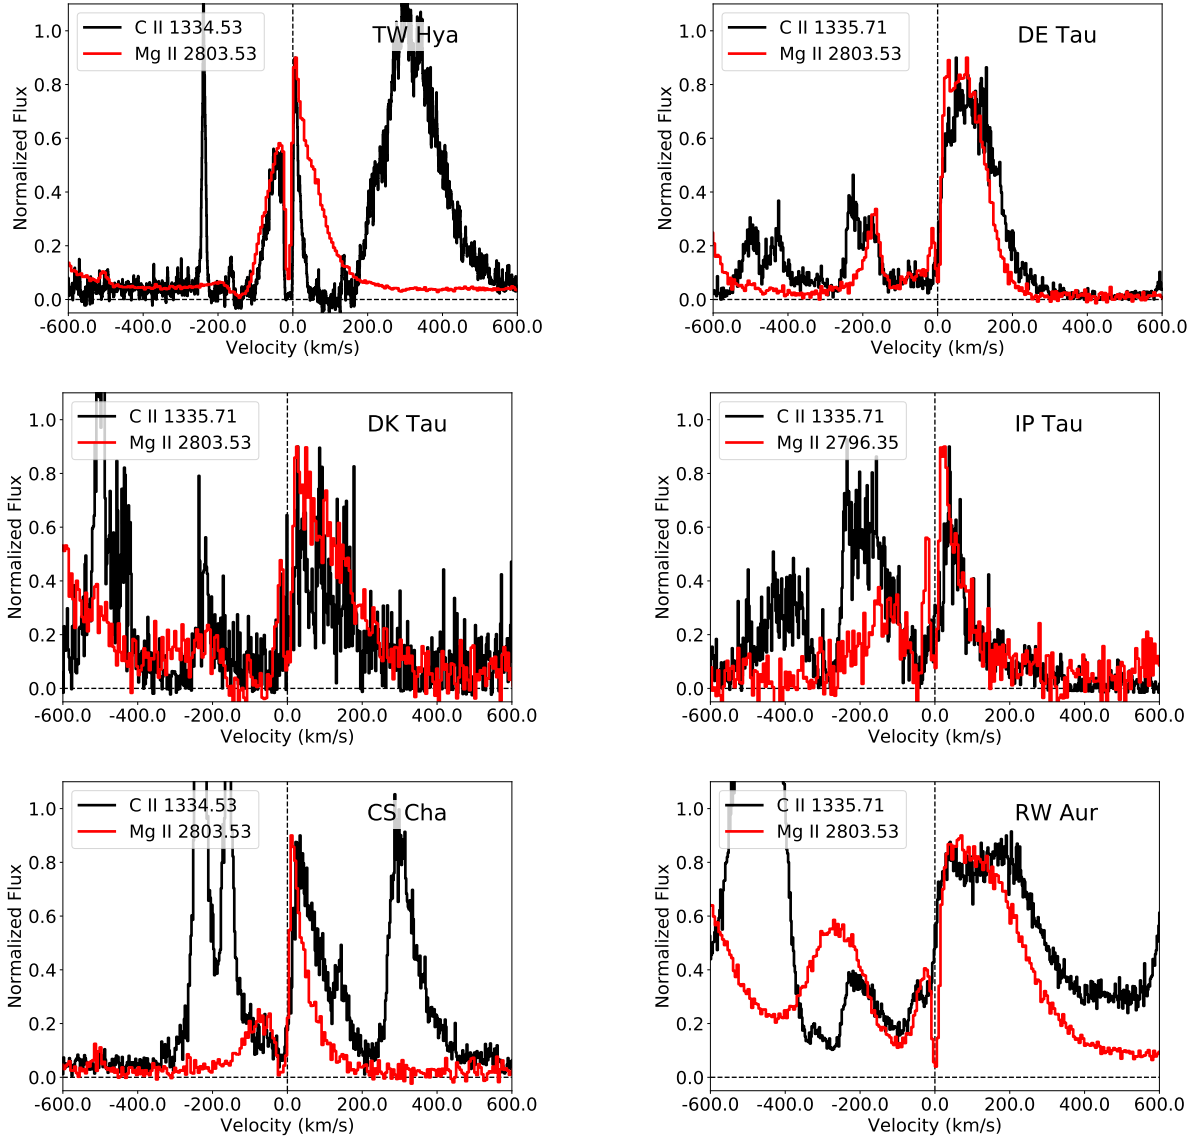 C II 1334.53
Mg II 2803.53
TW Hya
Normalized Flux
1.0
0.8
0.6
0.4
0.2
0.0
-600.0 -400.0 -200.0 0.0 200.0 400.0 600.0
Velocity (km/s)
C II 1335.71
Mg II 2803.53
DE Tau
Normalized Flux
1.0
0.8
0.6
0.4
0.2
0.0
-600.0 -400.0 -200.0 0.0 200.0 400.0 600.0
Velocity (km/s)
C II 1335.71
Mg II 2803.53
DK Tau
Normalized Flux
1.0
0.8
0.6
0.4
0.2
0.0
-600.0 -400.0 -200.0 0.0 200.0 400.0 600.0
Velocity (km/s)
C II 1335.71
Mg II 2796.35
IP Tau
Normalized Flux
1.0
0.8
0.6
0.4
0.2
0.0
-600.0 -400.0 -200.0 0.0 200.0 400.0 600.0
Velocity (km/s)
C II 1334.53
Mg II 2803.53
CS Cha
Normalized Flux
1.0
0.8
0.6
0.4
0.2
0.0
-600.0 -400.0 -200.0 0.0 200.0 400.0 600.0
Velocity (km/s)
C II 1335.71
Mg II 2803.53
RW Aur
Normalized Flux
1.0
0.8
0.6
0.4
0.2
0.0
-600.0 -400.0 -200.0 0.0 200.0 400.0 600.0
Velocity (km/s)